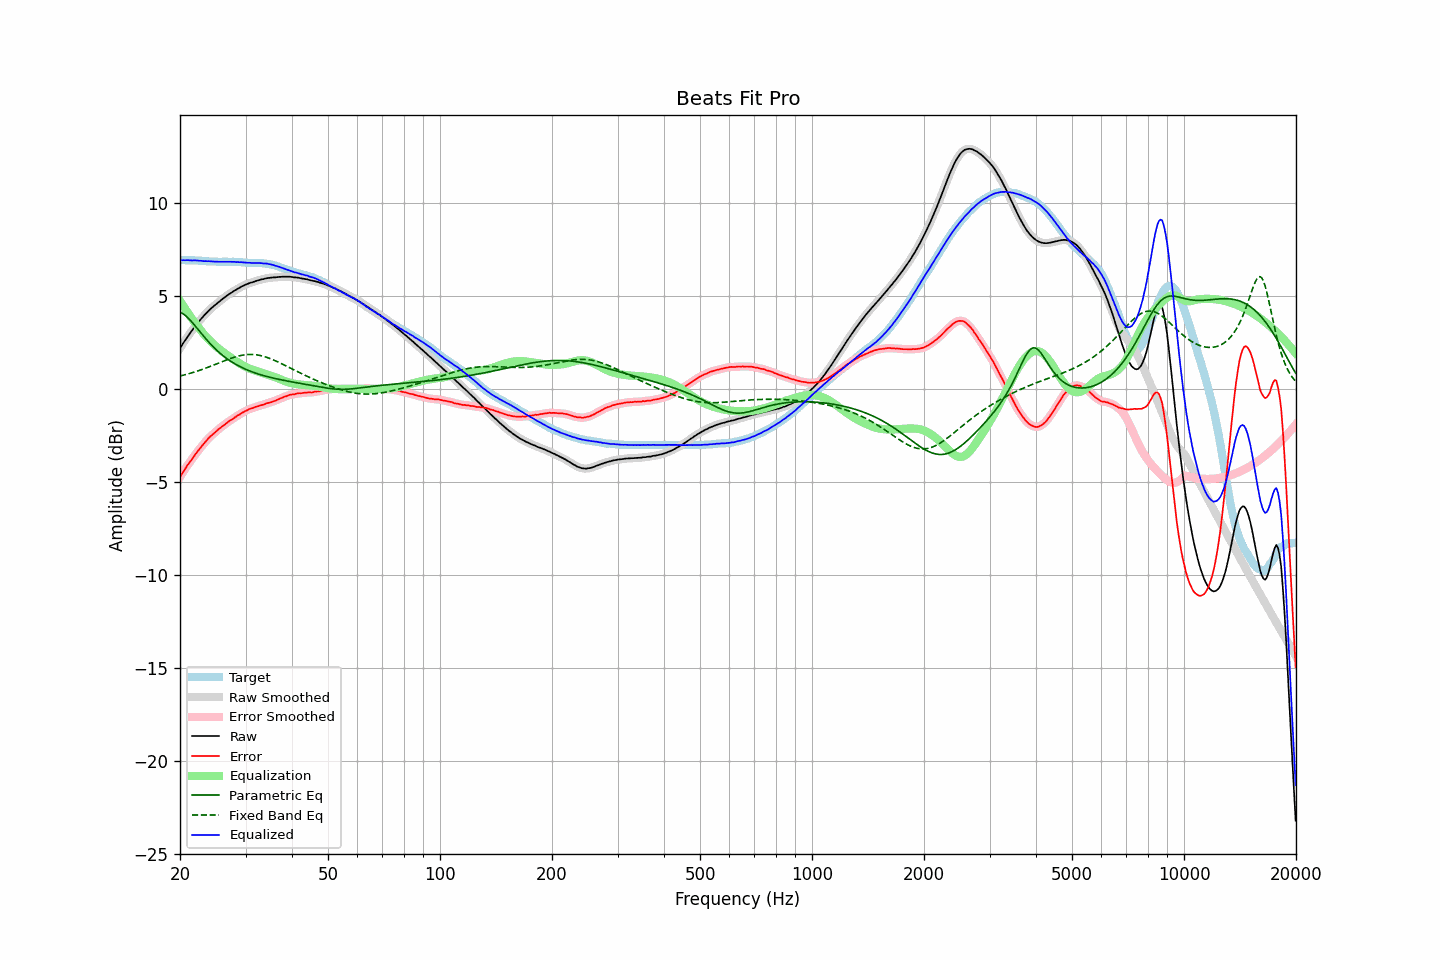 Beats Fit Pro
Amplitude (dBr)
10
5
0
−5
−10
−15
−20
−25
Target
Raw Smoothed
Error Smoothed
Raw
Error
Equalization
Parametric Eq
Fixed Band Eq
Equalized
20 50 100 200 500 1000 2000 5000 10000 20000
Frequency (Hz)